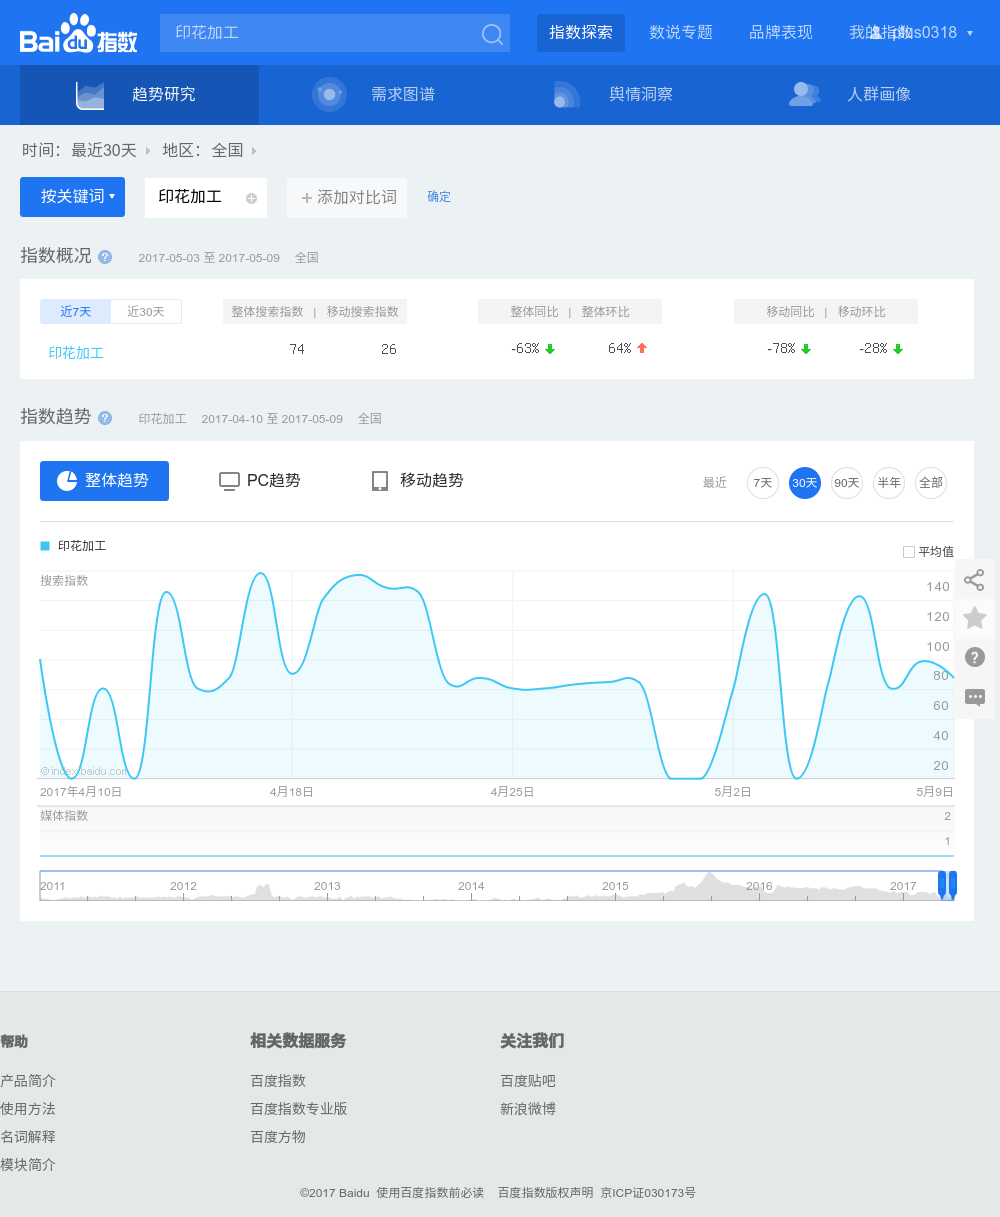 Bai du 指数 印花加工 指数探索 数说专题 品牌表现 我的指数
趋势研究 需求图谱 舆情洞察 人群画像
时间: 最近30天 地区: 全国
按关键词 印花加工 添加对比词 确定
指数概况 ? 2017-05-03 至 2017-05-09 全国
近7天 近30天 整体搜索指数 | 移动搜索指数 整体同比 | 整体环比 移动同比 | 移动环比
印花加工 74 26 -63% 64% -78% -28%
指数趋势 ? 印花加工 2017-04-10 至 2017-05-09 全国
整体趋势 PC趋势 移动趋势 最近 7天 30天 90天 半年 全部
印花加工
平均值
搜索指数
140
120
100
80
60
40
20
©index.baidu.com
2017年4月10日 4月18日 4月25日 5月2日 5月9日
媒体指数 2
1
2011 2012 2013 2014 2015 2016 2017
帮助 相关数据服务 关注我们
产品简介 百度指数 百度贴吧
使用方法 百度指数专业版 新浪微博
名词解释 百度方物
模块简介
©2017 Baidu 使用百度指数前必读 百度指数版权声明 京ICP证030173号